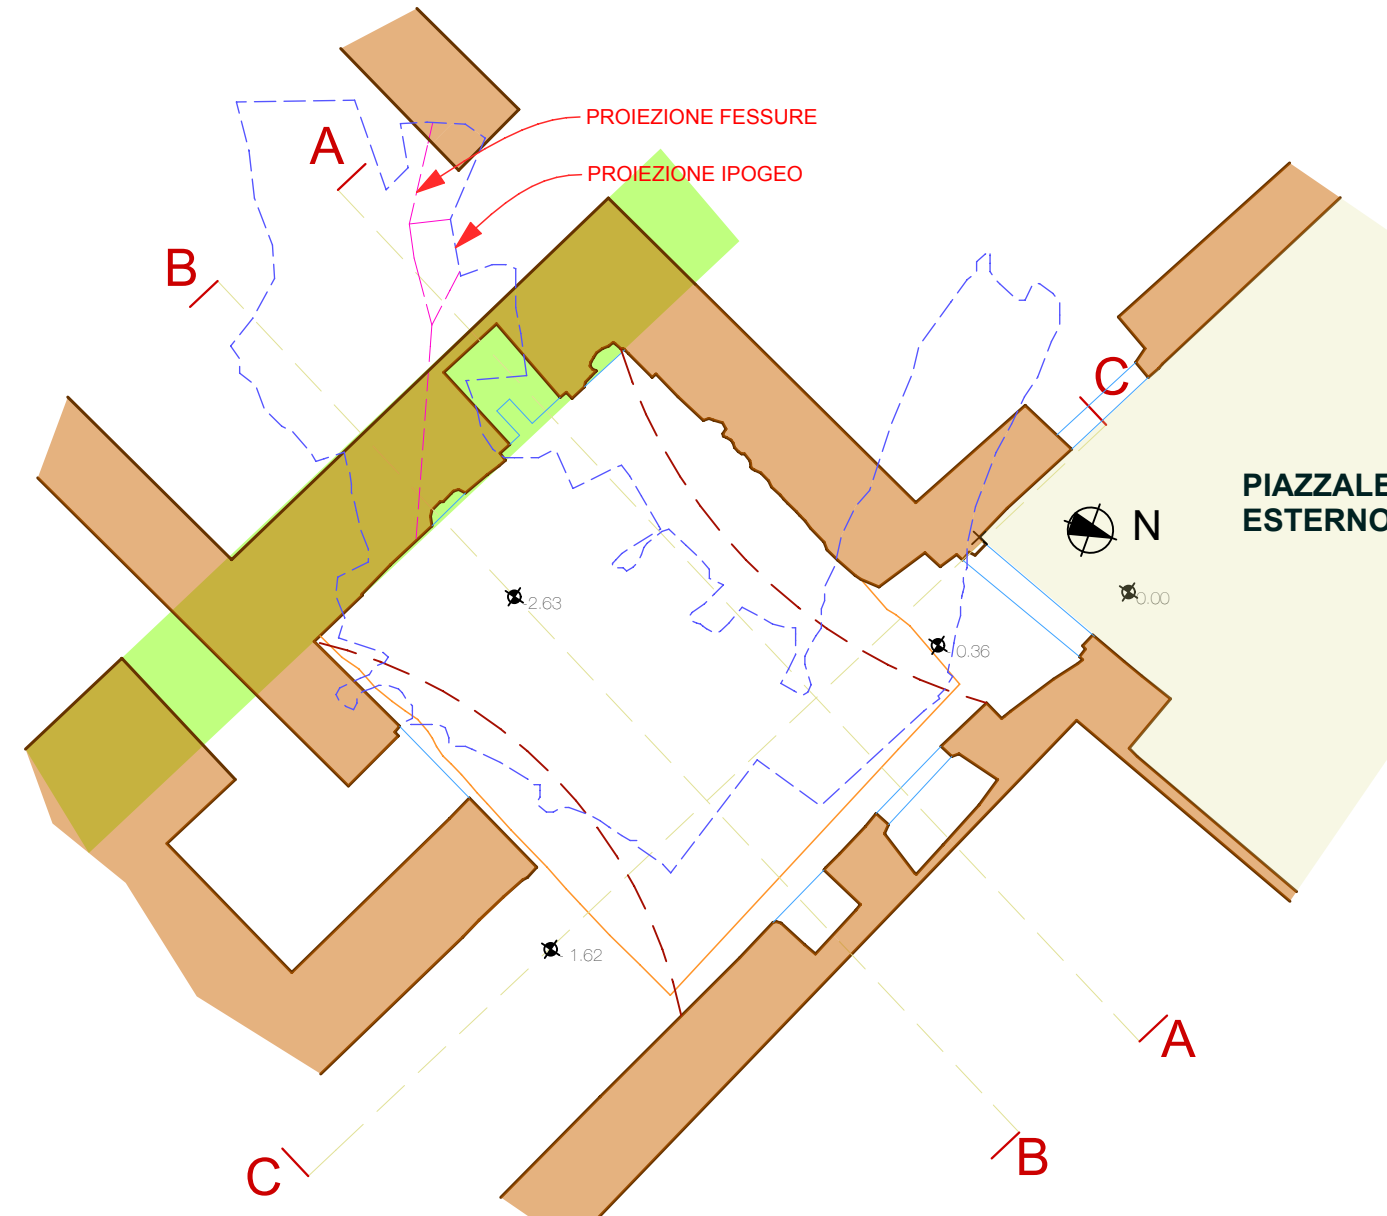 PROIEZIONE FESSURE
A
PROIEZIONE IPOGEO
B
C
PIAZZALE
ESTERNO
N
0.00
-2.63
0.36
1.62
A
B
C